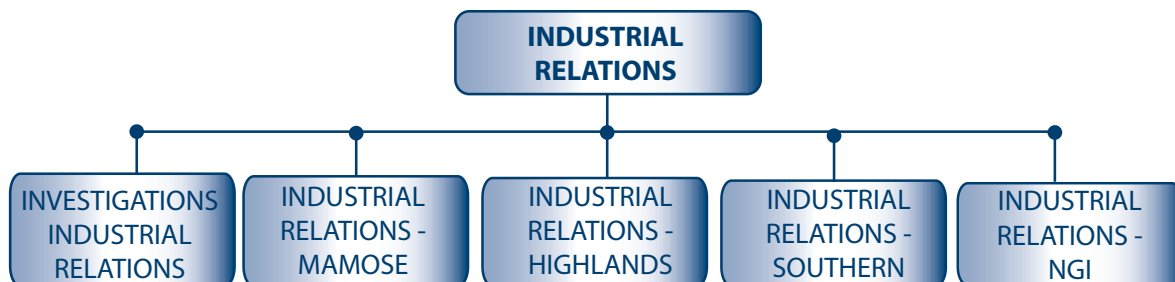 INDUSTRIAL
RELATIONS
INVESTIGATIONS
INDUSTRIAL
RELATIONS
INDUSTRIAL
RELATIONS -
MAMOSE
INDUSTRIAL
RELATIONS -
HIGHLANDS
INDUSTRIAL
RELATIONS -
SOUTHERN
INDUSTRIAL
RELATIONS -
NGI